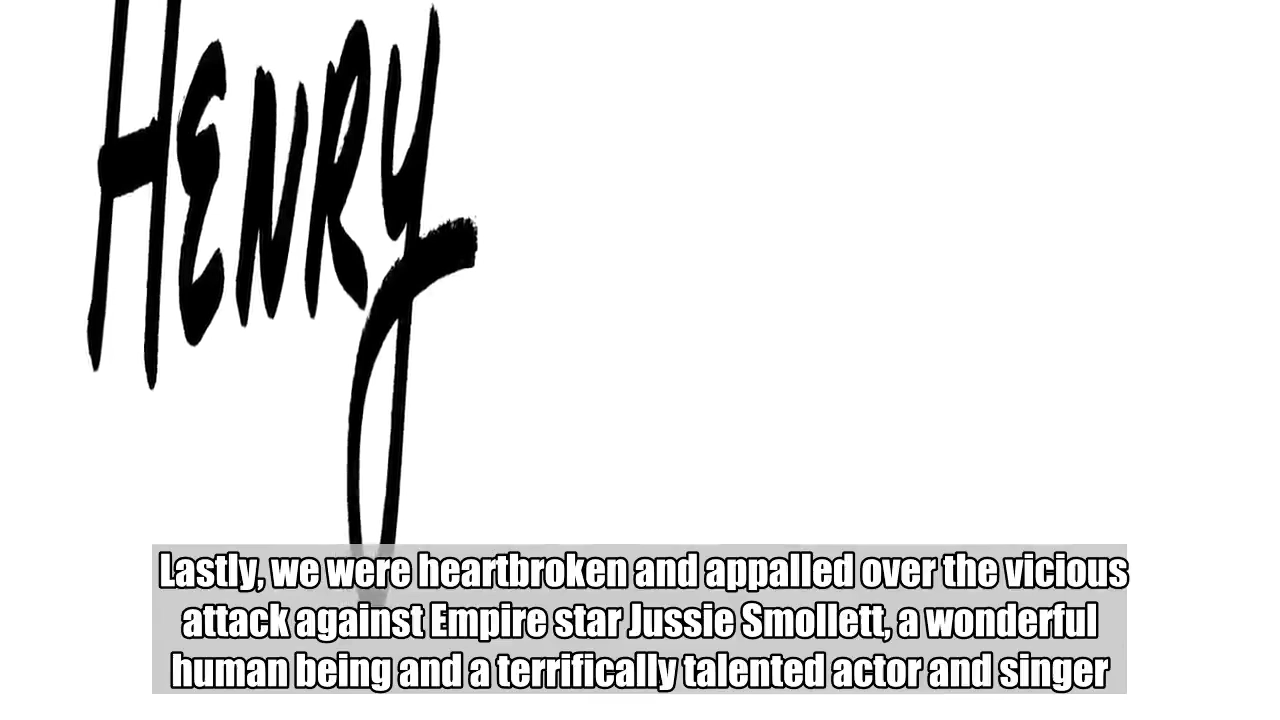 HENRY
Lastly, we were heartbroken and appalled over the vicious
attack against Empire star Jussie Smollett, a wonderful
human being and a terrifically talented actor and singer